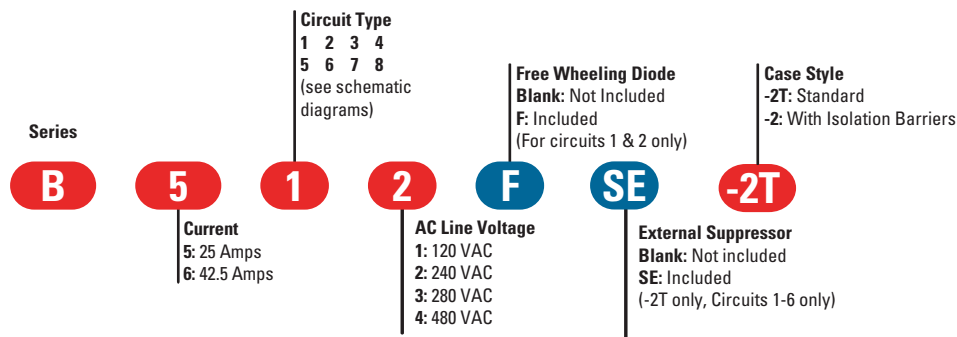 Circuit Type
1 2 3 4
5 6 7 8
(see schematic
diagrams)
Free Wheeling Diode
Blank: Not Included
F: Included
(For circuits 1 & 2 only)
Case Style
-2T: Standard
-2: With Isolation Barriers
Series
B 5 1 2 F SE -2T
Current
5: 25 Amps
6: 42.5 Amps
AC Line Voltage
1: 120 VAC
2: 240 VAC
3: 280 VAC
4: 480 VAC
External Suppressor
Blank: Not included
SE: Included
(-2T only, Circuits 1-6 only)